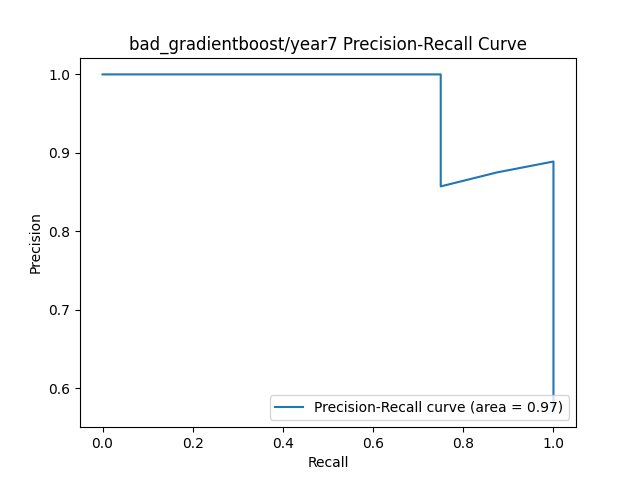 bad_gradientboost/year7 Precision-Recall Curve
1.0
0.9
0.8
0.7
0.6
Precision
Precision-Recall curve (area = 0.97)
0.0 0.2 0.4 0.6 0.8 1.0
Recall